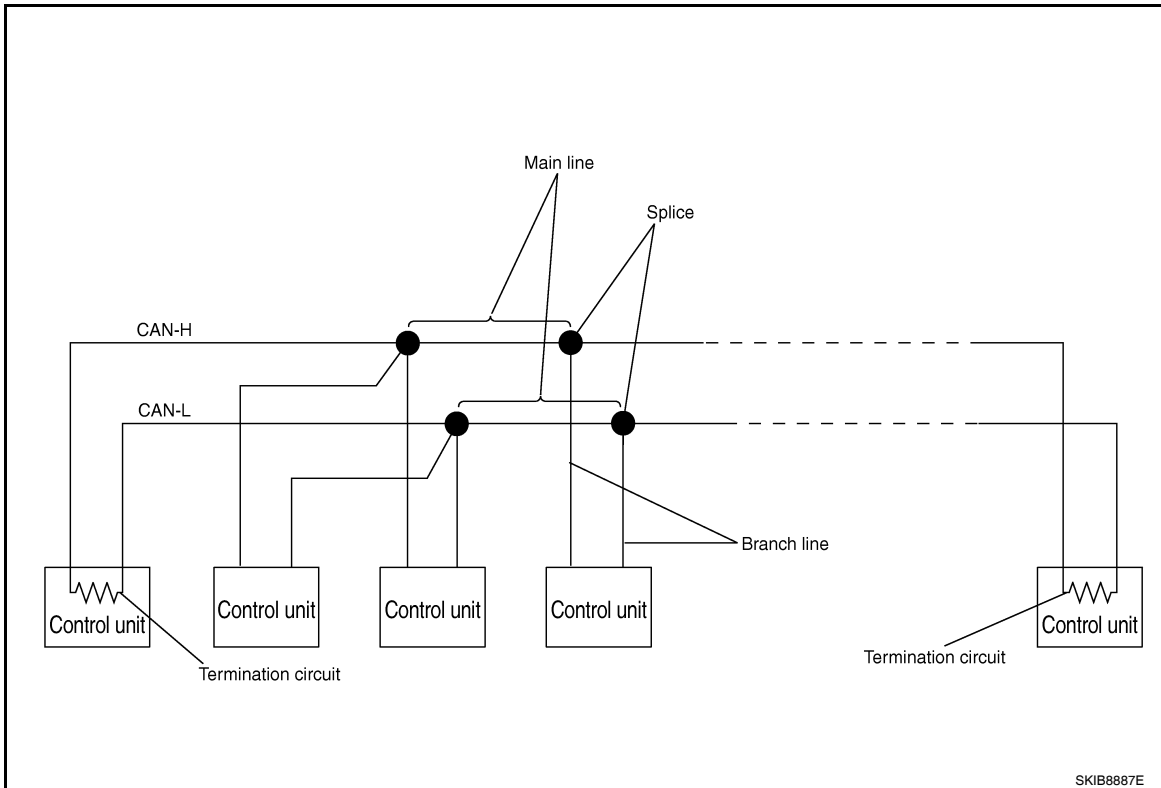 Main line
Splice
CAN-H
CAN-L
Branch line
Control unit
Control unit
Control unit
Control unit
Control unit
Termination circuit
Termination circuit
SKIB8887E